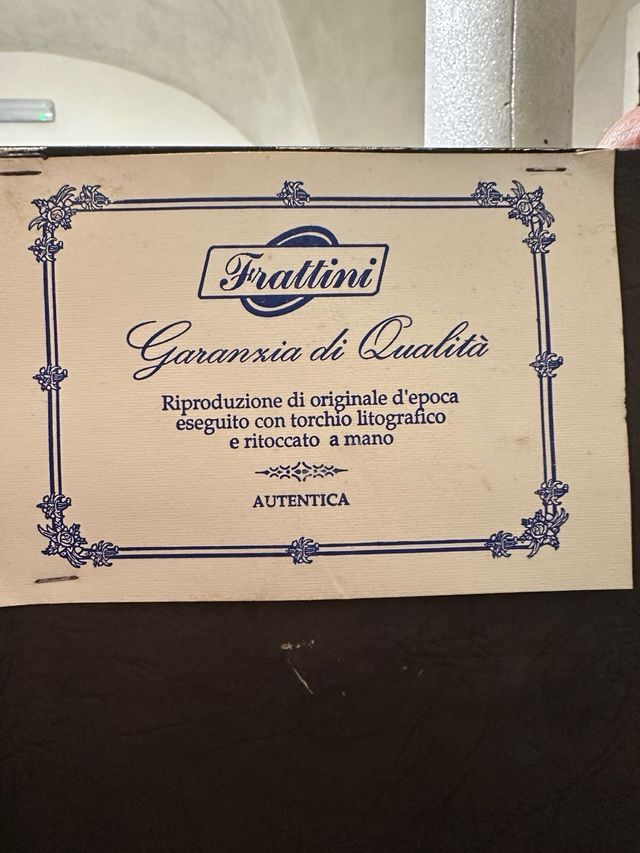 Frattini
Garanzia di Qualità
Riproduzione di originale d'epoca
eseguito con torchio litografico
e ritoccato a mano
AUTENTICA